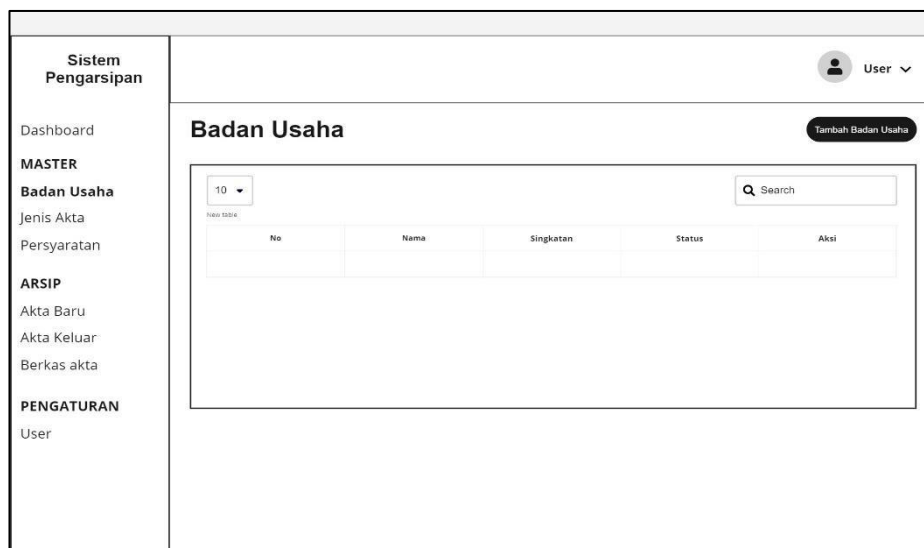 Sistem
Pengarsipan
User
Dashboard
MASTER
Badan Usaha
Jenis Akta
Persyaratan
ARSIP
Akta Baru
Akta Keluar
Berkas akta
PENGATURAN
User
Badan Usaha
Tambah Badan Usaha
10
Search
New table
No Nama Singkatan Status Aksi